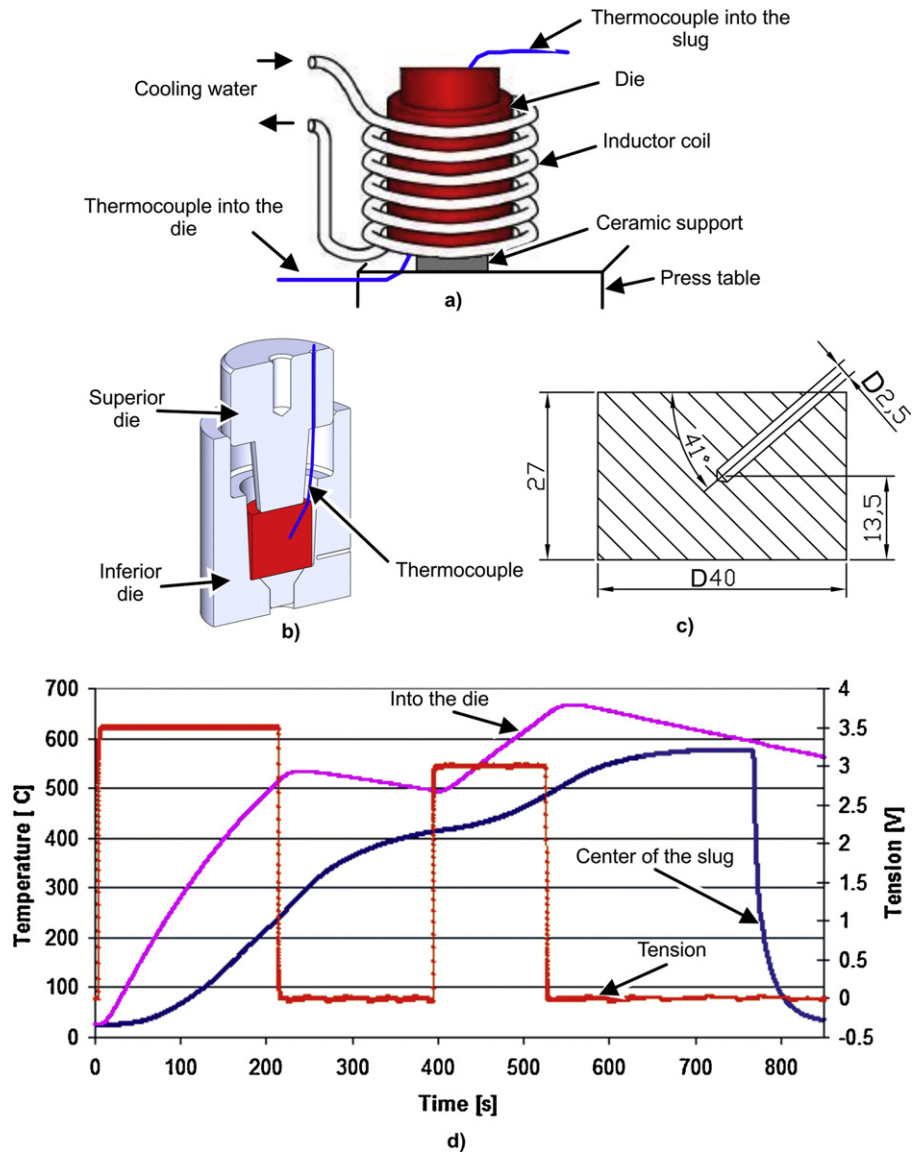 Thermocouple into the
slug
Cooling water
Die
Inductor coil
Thermocouple into the
die
Ceramic support
Press table
a)
Superior
die
Inferior
die
Thermocouple
b)
D2,5
41°
27
13,5
D40
c)
700
600
500
400
300
200
100
0
Temperature [ C]
4
3.5
3
2.5
2
1.5
1
0.5
0
-0.5
Tension [V]
Into the die
Center of the slug
Tension
0 100 200 300 400 500 600 700 800
Time [s]
d)